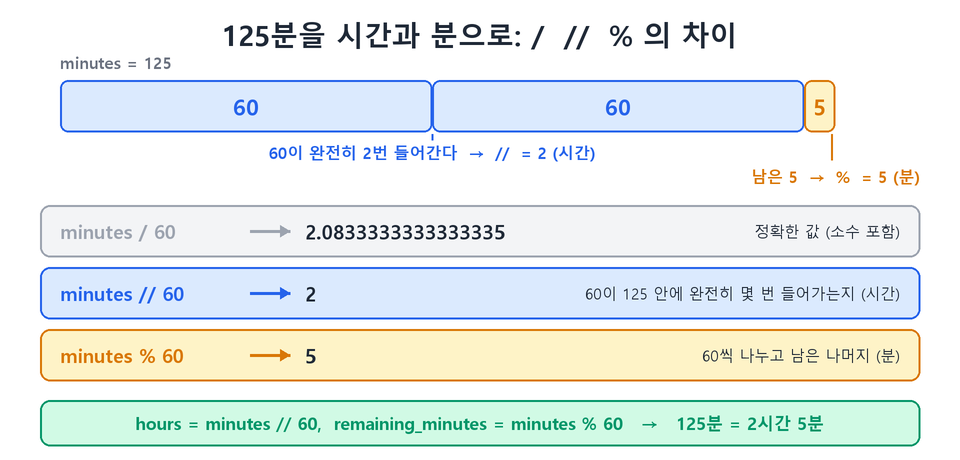 125분을 시간과 분으로: / // % 의 차이
minutes = 125
60 60 5
60이 완전히 2번 들어간다 → // = 2 (시간)
남은 5 → % = 5 (분)
minutes / 60 → 2.0833333333333335 정확한 값 (소수 포함)
minutes // 60 → 2 60이 125 안에 완전히 몇 번 들어가는지 (시간)
minutes % 60 → 5 60씩 나누고 남은 나머지 (분)
hours = minutes // 60, remaining_minutes = minutes % 60 → 125분 = 2시간 5분